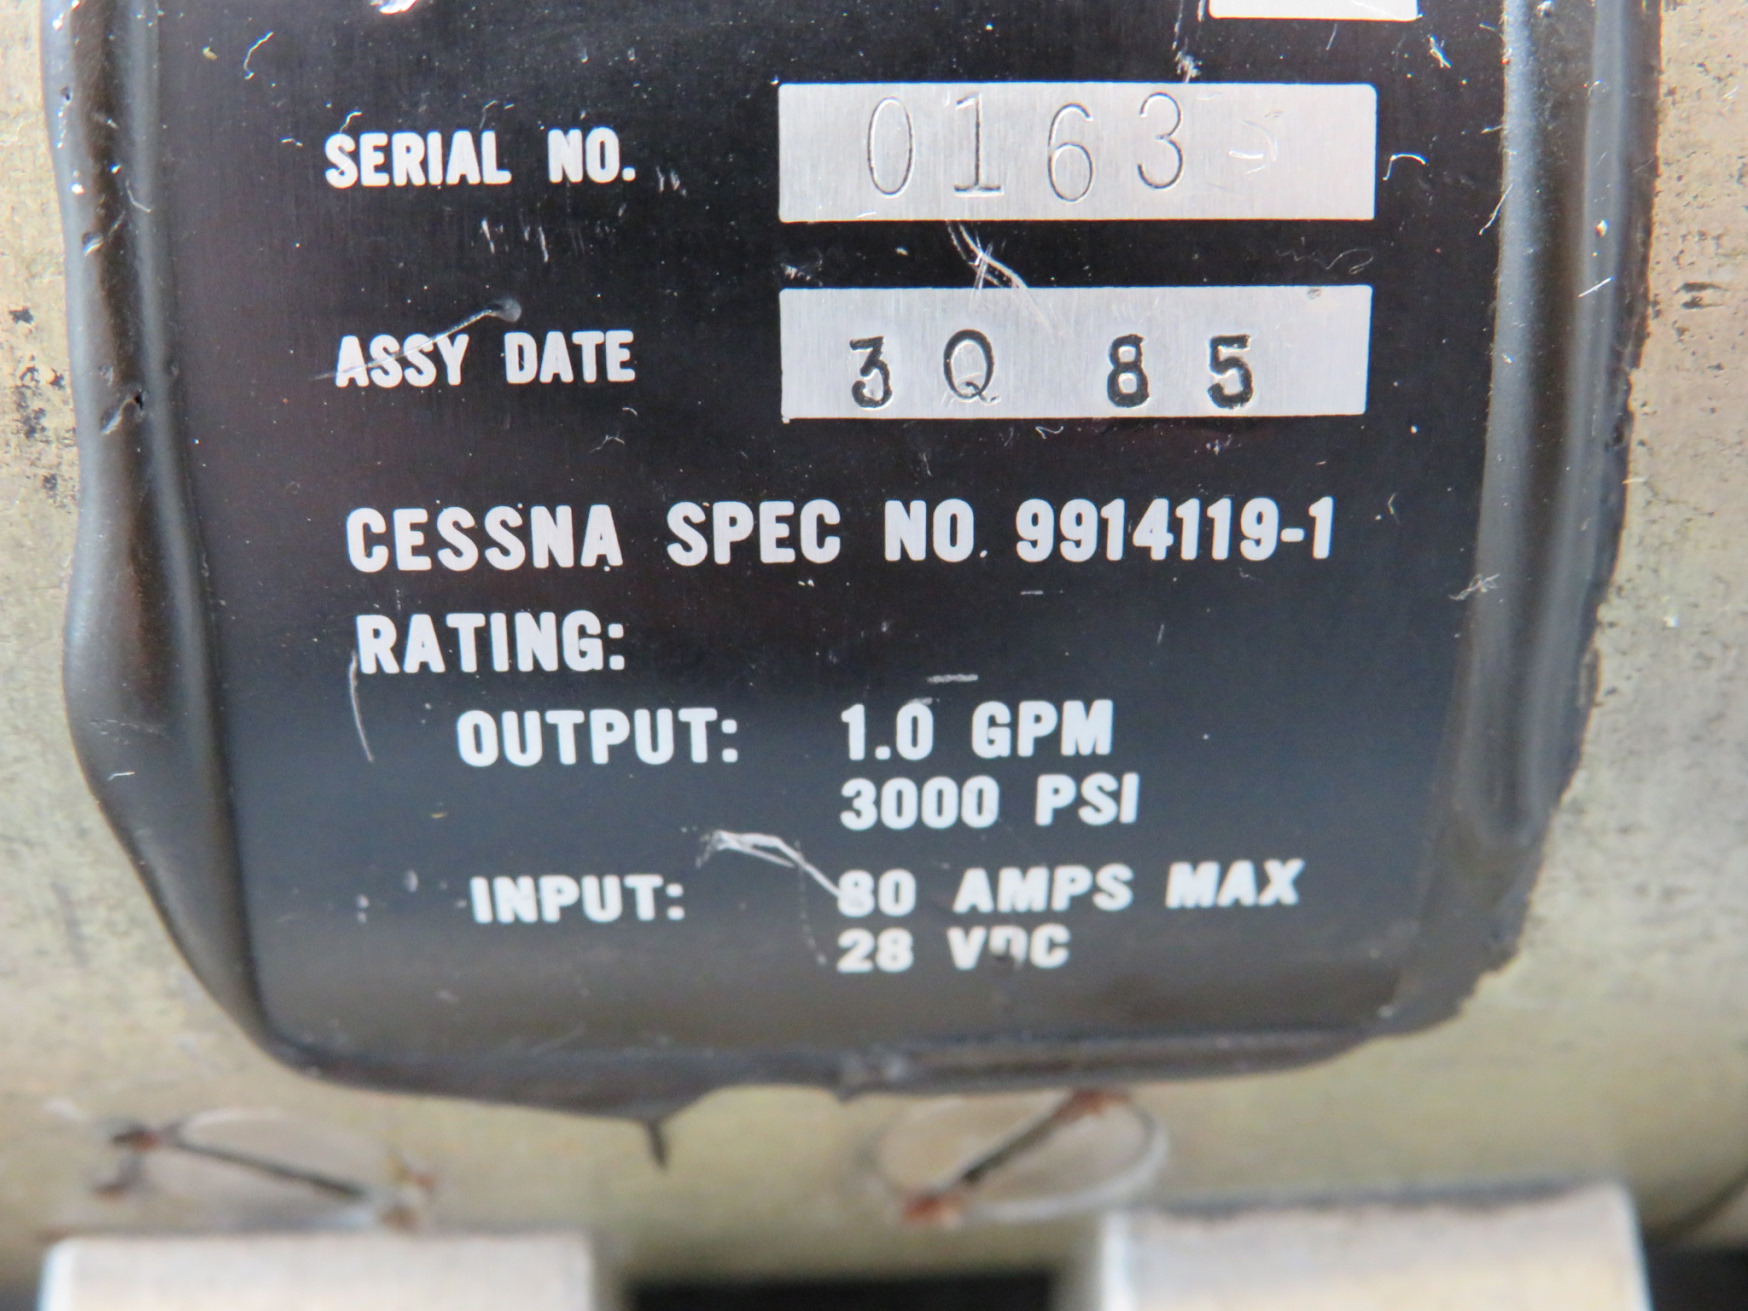 SERIAL NO. 0163
ASSY DATE 3Q 85
CESSNA SPEC NO. 9914119-1
RATING:
OUTPUT: 1.0 GPM
3000 PSI
INPUT: 80 AMPS MAX
28 VDC